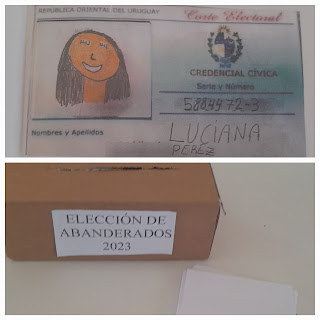 REPÚBLICA ORIENTAL DEL URUGUAY
Corte Electoral
CREDENCIAL CÍVICA
Serie y Número
5884472-3
Nombres y Apellidos
LUCIANA
PEREZ
ELECCIÓN DE
ABANDERADOS
2023